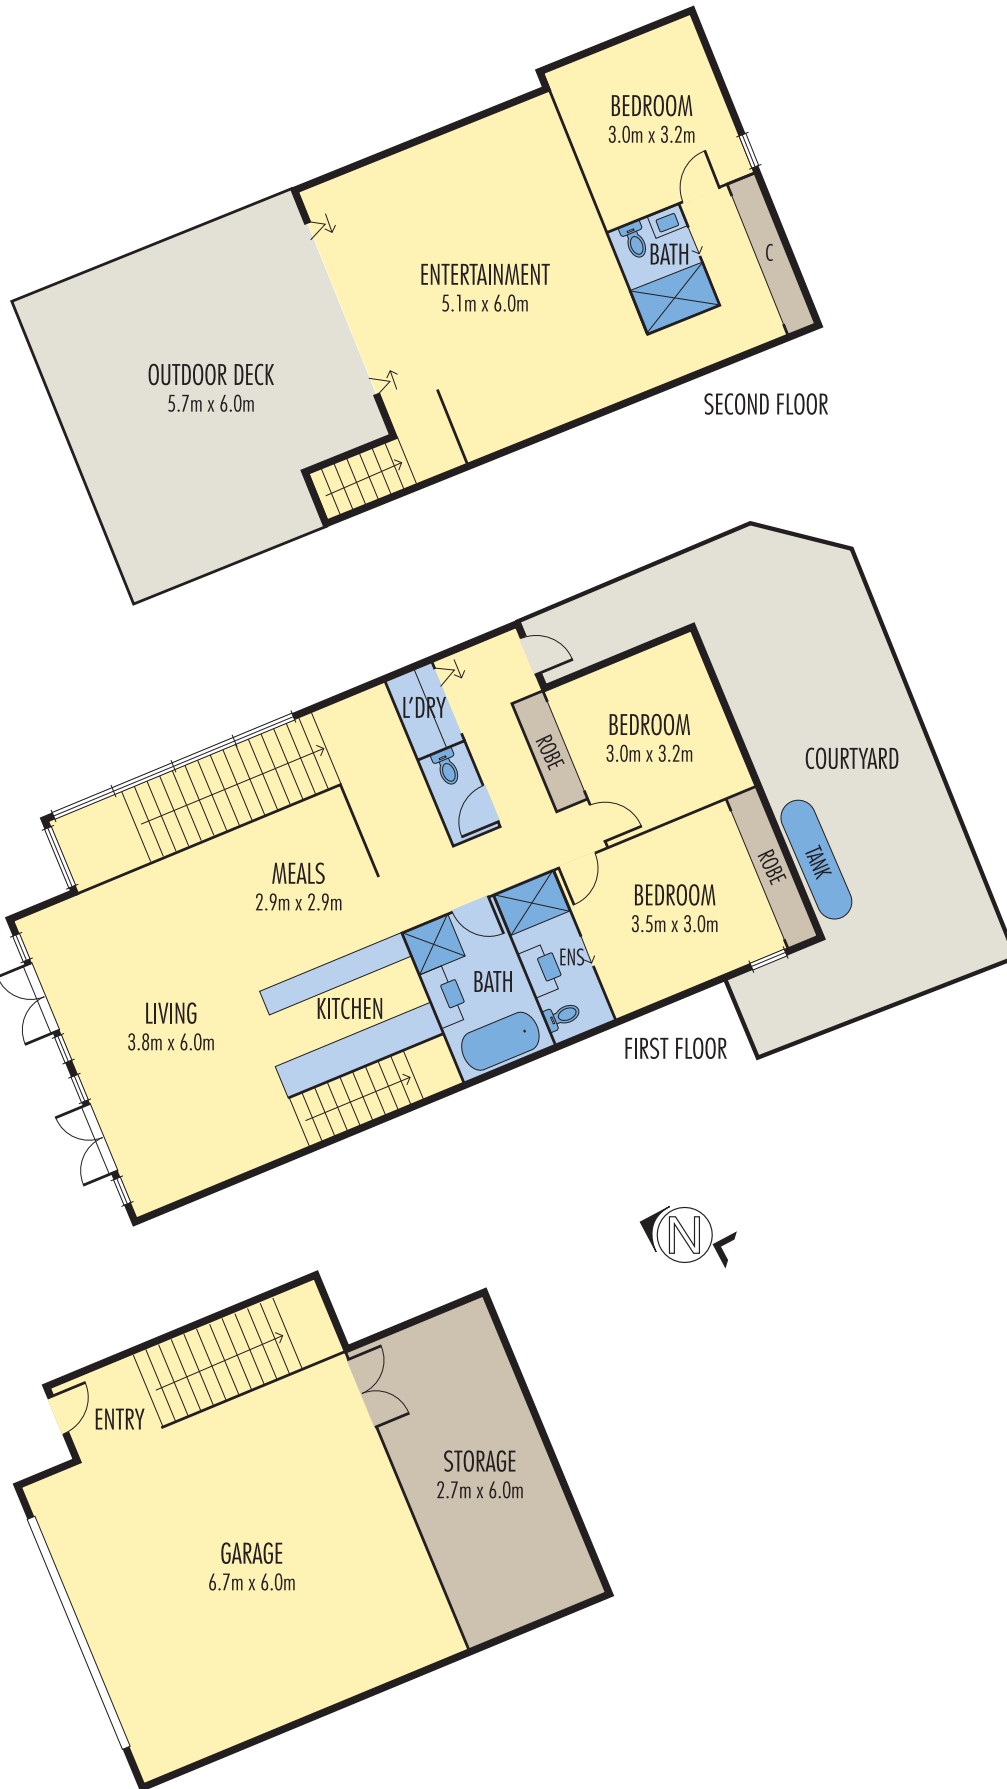 BEDROOM
3.0m x 3.2m
BATH
C
ENTERTAINMENT
5.1m x 6.0m
OUTDOOR DECK
5.7m x 6.0m
SECOND FLOOR
L'DRY
ROBE
BEDROOM
3.0m x 3.2m
COURTYARD
TANK
ROBE
MEALS
2.9m x 2.9m
BEDROOM
3.5m x 3.0m
ENS
BATH
KITCHEN
LIVING
3.8m x 6.0m
FIRST FLOOR
N
ENTRY
STORAGE
2.7m x 6.0m
GARAGE
6.7m x 6.0m